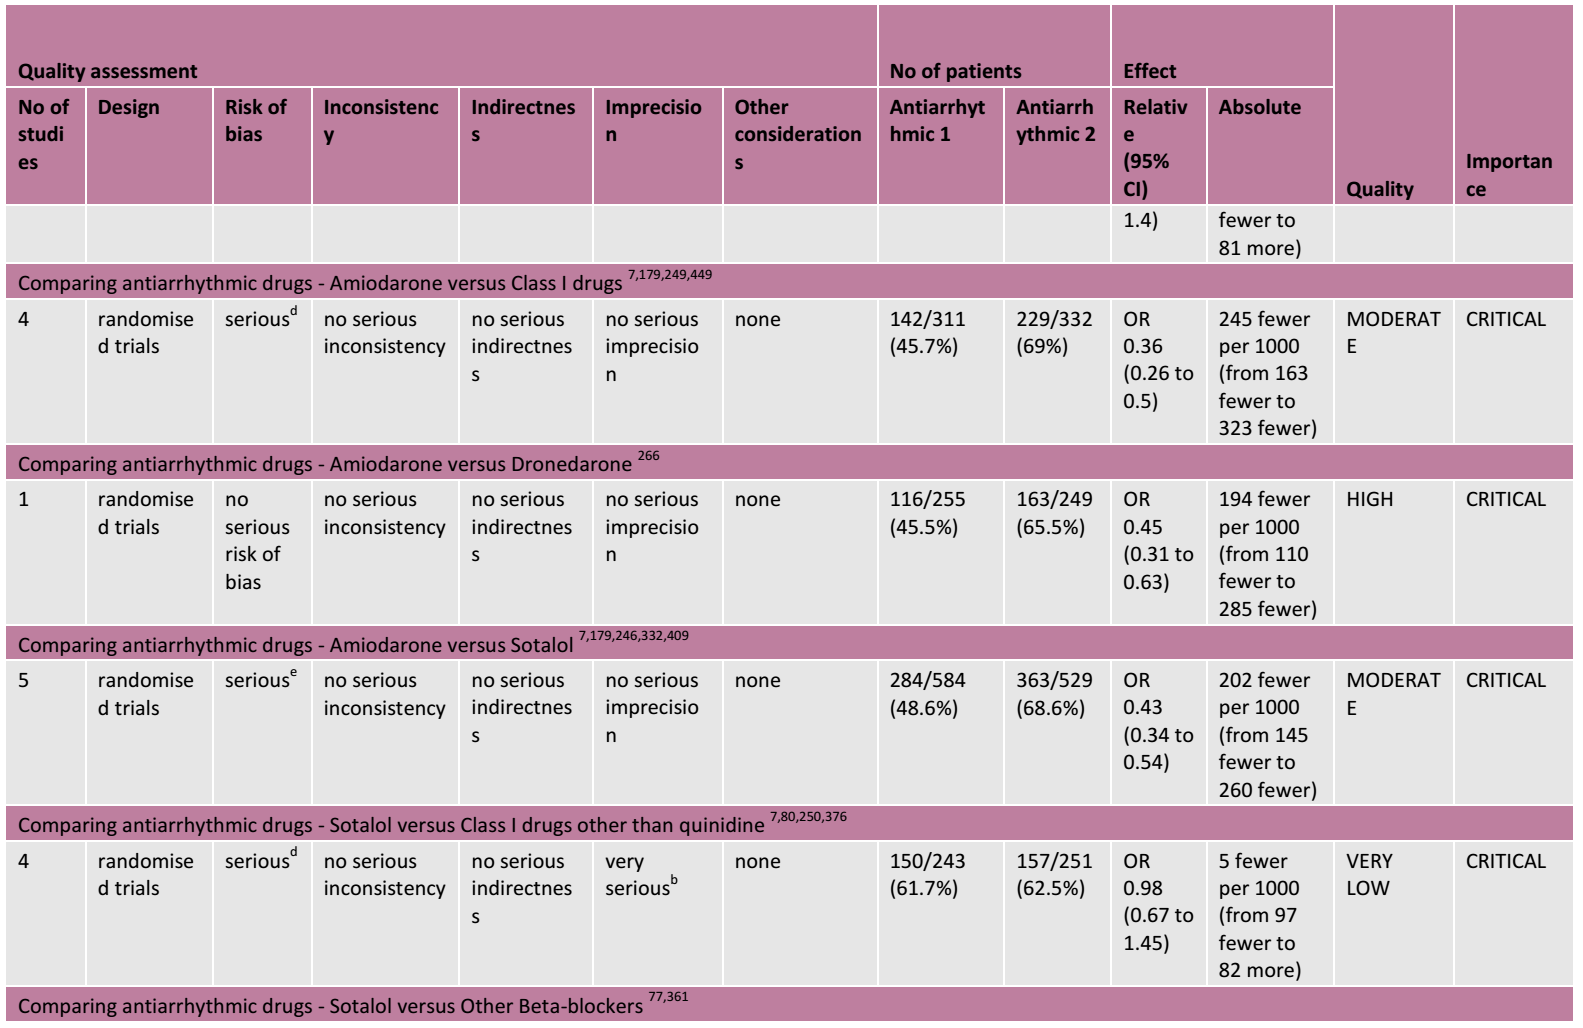 Quality assessment
No of patients
Effect
Quality
Importan
ce
No of
studi
es
Design
Risk of
bias
Inconsistenc
y
Indirectnes
s
Imprecisio
n
Other
consideration
s
Antiarrhyt
hmic 1
Antiarrh
ythmic 2
Relativ
e
(95%
CI)
Absolute
1.4)
fewer to
81 more)
Comparing antiarrhythmic drugs - Amiodarone versus Class I drugs 7,179,249,449
4
randomise
d trials
serious d
no serious
inconsistency
no serious
indirectnes
s
no serious
imprecisio
n
none
142/311
(45.7%)
229/332
(69%)
OR
0.36
(0.26 to
0.5)
245 fewer
per 1000
(from 163
fewer to
323 fewer)
MODERAT
E
CRITICAL
Comparing antiarrhythmic drugs - Amiodarone versus Dronedarone 266
1
randomise
d trials
no
serious
risk of
bias
no serious
inconsistency
no serious
indirectnes
s
no serious
imprecisio
n
none
116/255
(45.5%)
163/249
(65.5%)
OR
0.45
(0.31 to
0.63)
194 fewer
per 1000
(from 110
fewer to
285 fewer)
HIGH
CRITICAL
Comparing antiarrhythmic drugs - Amiodarone versus Sotalol 7,179,246,332,409
5
randomise
d trials
serious e
no serious
inconsistency
no serious
indirectnes
s
no serious
imprecisio
n
none
284/584
(48.6%)
363/529
(68.6%)
OR
0.43
(0.34 to
0.54)
202 fewer
per 1000
(from 145
fewer to
260 fewer)
MODERAT
E
CRITICAL
Comparing antiarrhythmic drugs - Sotalol versus Class I drugs other than quinidine 7,80,250,376
4
randomise
d trials
serious d
no serious
inconsistency
no serious
indirectnes
s
very
serious b
none
150/243
(61.7%)
157/251
(62.5%)
OR
0.98
(0.67 to
1.45)
5 fewer
per 1000
(from 97
fewer to
82 more)
VERY
LOW
CRITICAL
Comparing antiarrhythmic drugs - Sotalol versus Other Beta-blockers 77,361